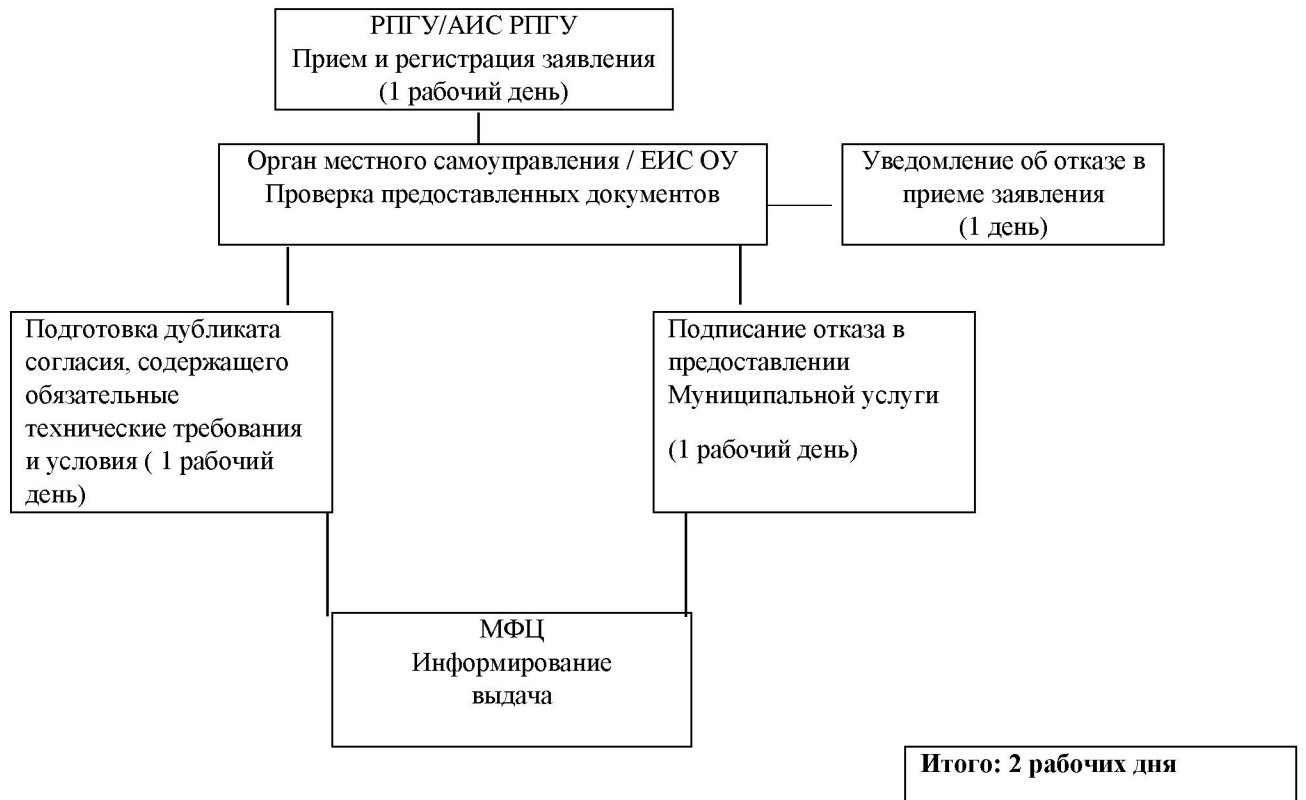 РПГУ/АИС РПГУ
Прием и регистрация заявления
(1 рабочий день)
Орган местного самоуправления / ЕИС ОУ
Проверка предоставленных документов
Уведомление об отказе в
приеме заявления
(1 день)
Подготовка дубликата
согласия, содержащего
обязательные
технические требования
и условия ( 1 рабочий
день)
Подписание отказа в
предоставлении
Муниципальной услуги
(1 рабочий день)
МФЦ
Информирование
выдача
Итого: 2 рабочих дня